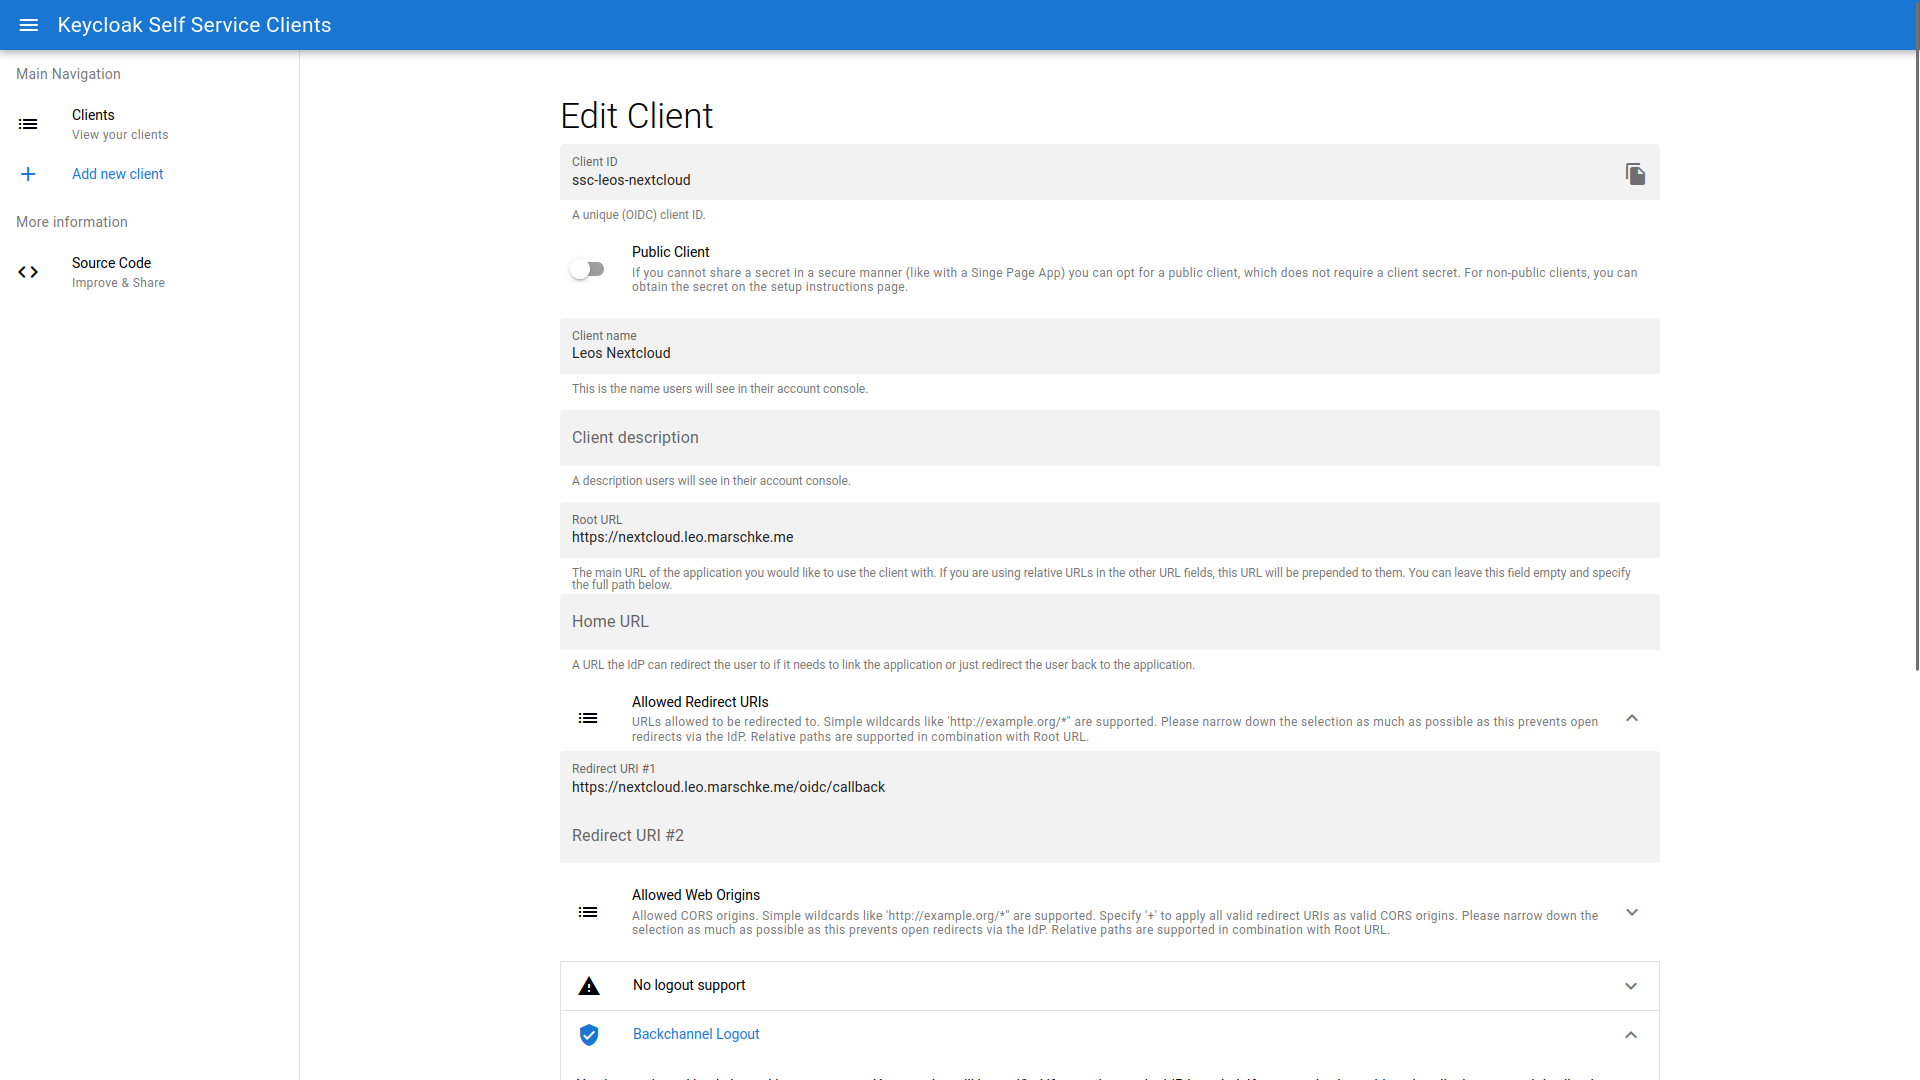 Keycloak Self Service Clients
Main Navigation
Clients
View your clients
Add new client
More information
Source Code
Improve & Share
Edit Client
Client ID
ssc-leos-nextcloud
A unique (OIDC) client ID.
Public Client
If you cannot share a secret in a secure manner (like with a Singe Page App) you can opt for a public client, which does not require a client secret. For non-public clients, you can
obtain the secret on the setup instructions page.
Client name
Leos Nextcloud
This is the name users will see in their account console.
Client description
A description users will see in their account console.
Root URL
https://nextcloud.leo.marschke.me
The main URL of the application you would like to use the client with. If you are using relative URLs in the other URL fields, this URL will be prepended to them. You can leave this field empty and specify
the full path below.
Home URL
A URL the IdP can redirect the user to if it needs to link the application or just redirect the user back to the application.
Allowed Redirect URIs
URLs allowed to be redirected to. Simple wildcards like 'http://example.org/*" are supported. Please narrow down the selection as much as possible as this prevents open
redirects via the IdP. Relative paths are supported in combination with Root URL.
Redirect URI #1
https://nextcloud.leo.marschke.me/oidc/callback
Redirect URI #2
Allowed Web Origins
Allowed CORS origins. Simple wildcards like 'http://example.org/*" are supported. Specify '+' to apply all valid redirect URIs as valid CORS origins. Please narrow down the
selection as much as possible as this prevents open redirects via the IdP. Relative paths are supported in combination with Root URL.
No logout support
Backchannel Logout